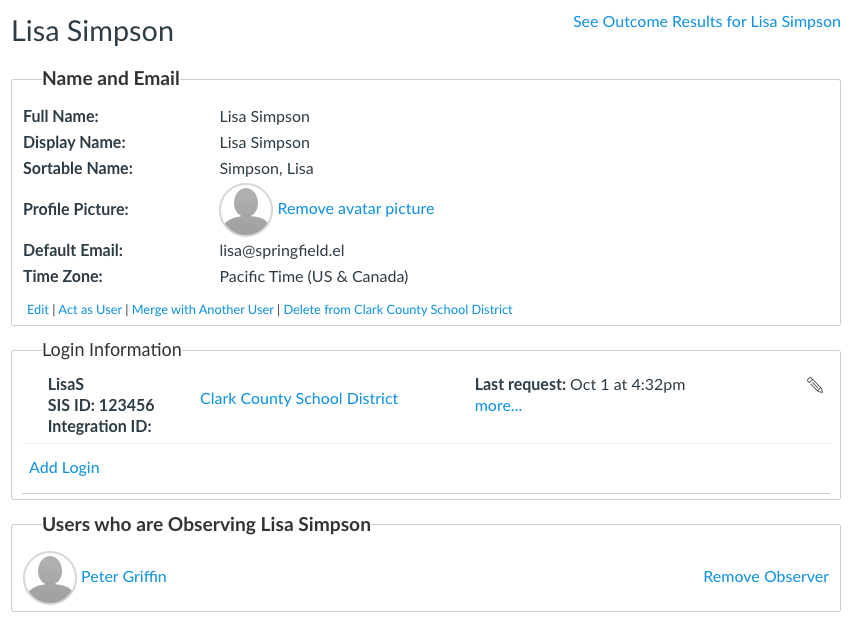 Lisa Simpson
See Outcome Results for Lisa Simpson
Name and Email
Full Name: Lisa Simpson
Display Name: Lisa Simpson
Sortable Name: Simpson, Lisa
Profile Picture: Remove avatar picture
Default Email: lisa@springfield.el
Time Zone: Pacific Time (US & Canada)
Edit | Act as User | Merge with Another User | Delete from Clark County School District
Login Information
LisaS
SIS ID: 123456
Integration ID:
Clark County School District
Last request: Oct 1 at 4:32pm
more...
Add Login
Users who are Observing Lisa Simpson
Peter Griffin Remove Observer